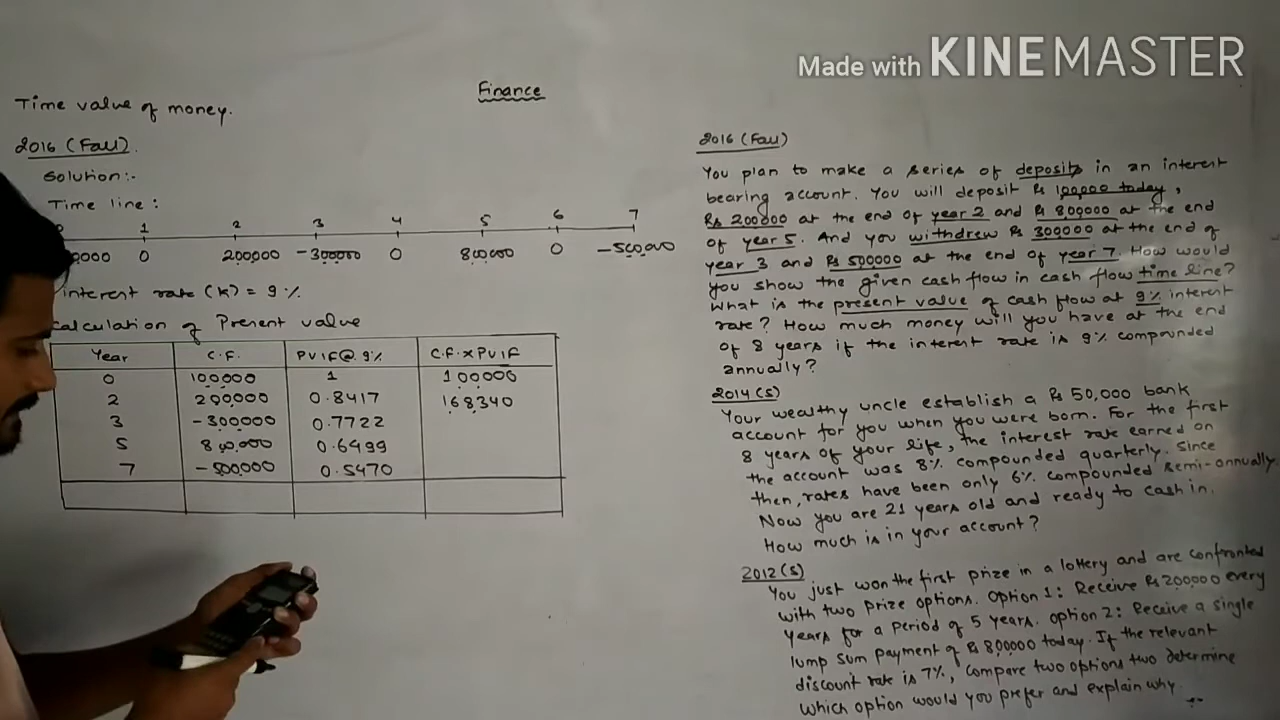 Made with KINEMASTER
Finance
Time value of money.
2016 (Fall).
Solution:-
Time line:
1 2 3 4 5 6 7
0000 0 200000 -300000 0 800000 0 -500000
interest rate (K) = 9%
Calculation of Present value
Year C.F. PVIF@ 9% C.F.×PVIF
0 100000 1 100000
2 200000 0.8417 168340
3 -300000 0.7722
5 800000 0.6499
7 -500000 0.5470
2016 (Fall)
You plan to make a series of deposits in an interest
bearing account. You will deposit Rs 100000 today,
Rs 200000 at the end of year 2 and Rs 800000 at the end
of year 5. And you withdrew Rs 300000 at the end of
year 3 and Rs 500000 at the end of year 7. How would
you show the given cash flow in cash flow time line?
What is the present value of cash flow at 9% interest
rate? How much money will you have at the end
of 8 years if the interest rate is 9% compounded
annually?
2014 (S)
Your wealthy uncle establish a Rs 50,000 bank
account for you when you were born. For the first
8 years of your life, the interest rate earned on
the account was 8% compounded quarterly. Since
then, rates have been only 6% compounded semi-annually.
Now you are 21 years old and ready to cash in.
How much is in your account?
2012 (S)
You just won the first prize in a lottery and are confronted
with two prize options. Option 1: Receive Rs 200000 every
years for a period of 5 years. Option 2: Receive a single
lump sum payment of Rs 800000 today. If the relevant
discount rate is 7%, compare two options two determine
which option would you prefer and explain why.